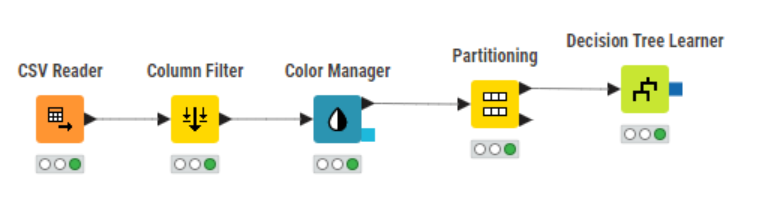 CSV Reader
Column Filter
Color Manager
Partitioning
Decision Tree Learner